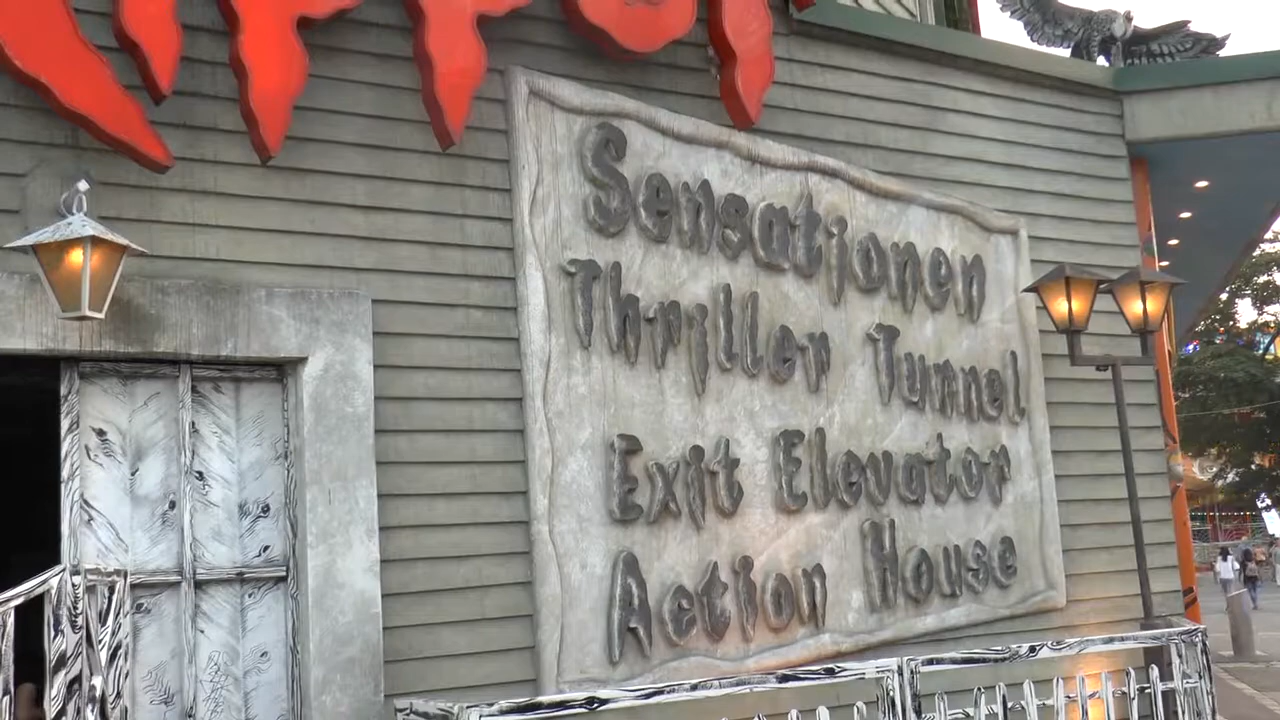 Sensationen
Thriller Tunnel
Exit Elevator
Action House